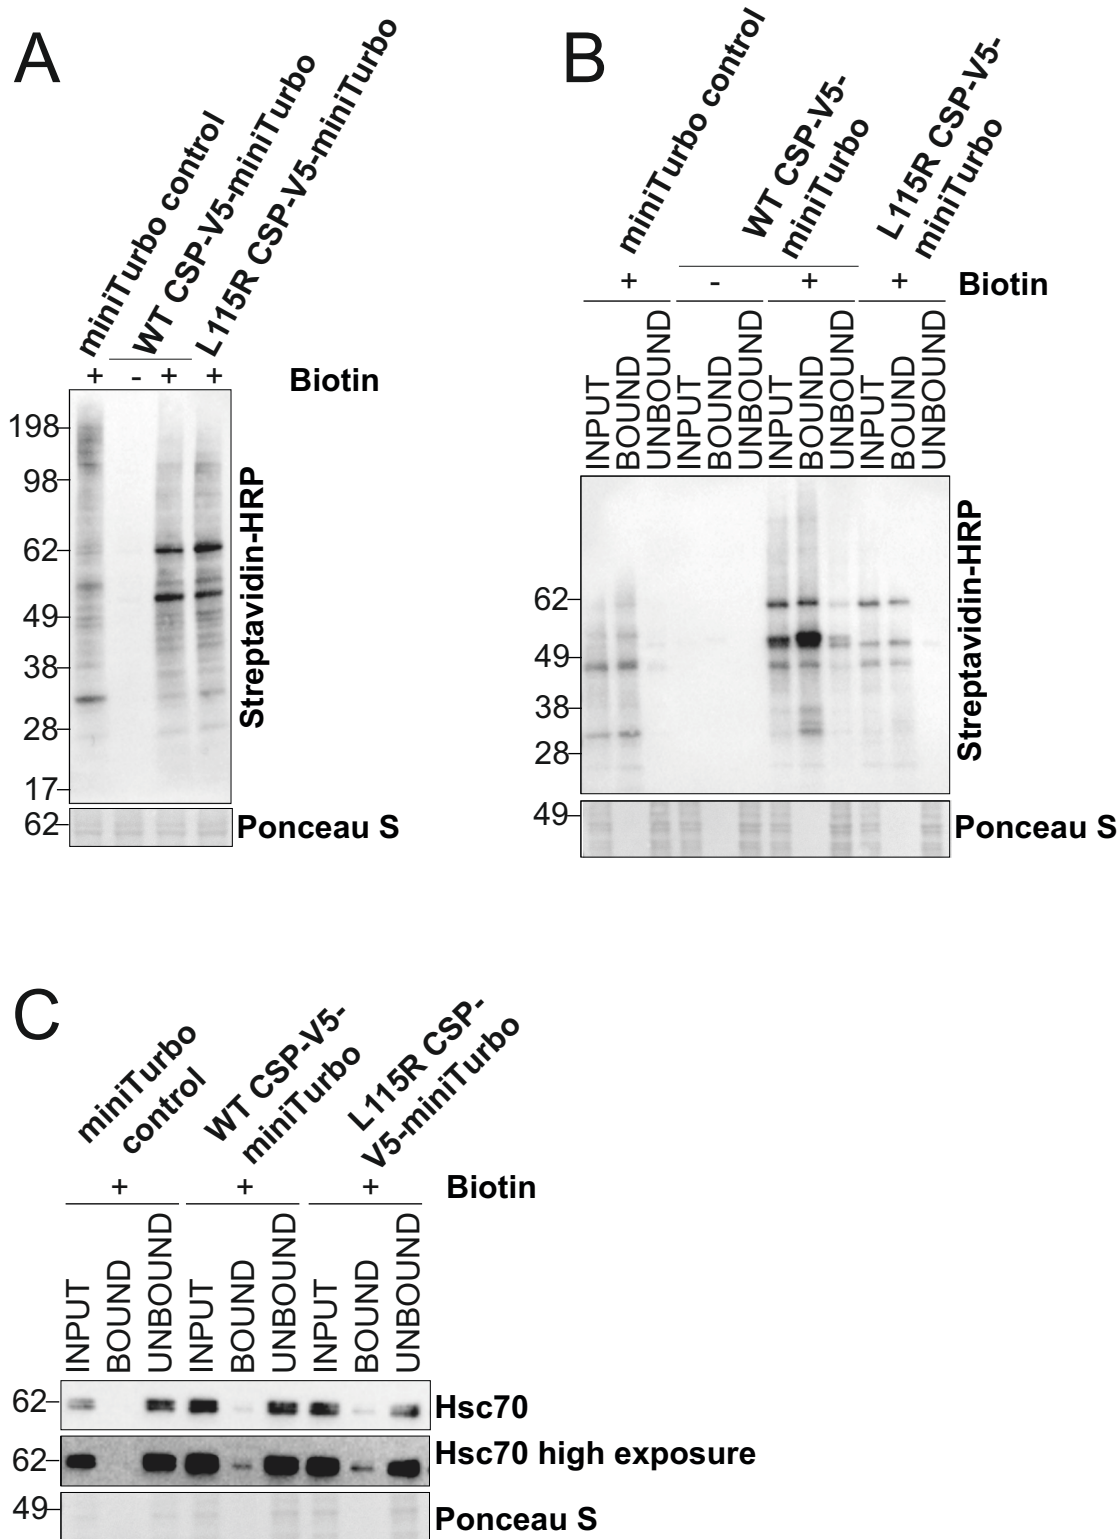 A
miniTurbo control
WT CSP-V5-miniTurbo
L115R CSP-V5-miniTurbo
+ - + + Biotin
198
98
62
49
38
28
17
Streptavidin-HRP
62
Ponceau S
B
miniTurbo control
WT CSP-V5-
miniTurbo
L115R CSP-V5-
miniTurbo
+ - + + Biotin
INPUT BOUND UNBOUND INPUT BOUND UNBOUND INPUT BOUND UNBOUND INPUT BOUND UNBOUND
62
49
38
28
Streptavidin-HRP
49
Ponceau S
C
miniTurbo
control
WT CSP-V5-
miniTurbo
L115R CSP-
V5-miniTurbo
+ + + Biotin
INPUT BOUND UNBOUND INPUT BOUND UNBOUND INPUT BOUND UNBOUND
62 Hsc70
62 Hsc70 high exposure
49 Ponceau S